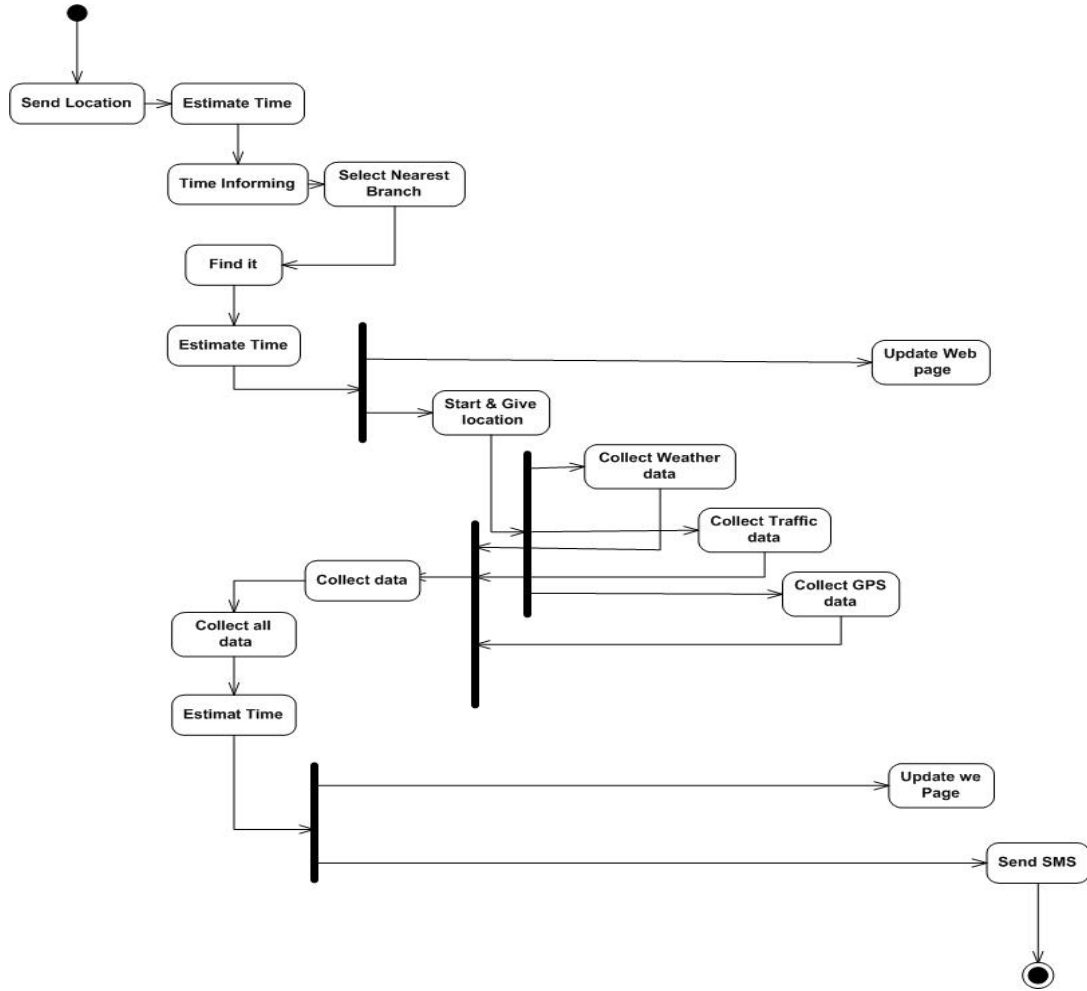 Send Location
Estimate Time
Time Informing
Select Nearest
Branch
Find it
Estimate Time
Update Web
page
Start & Give
location
Collect Weather
data
Collect Traffic
data
Collect data
Collect GPS
data
Collect all
data
Estimat Time
Update we
Page
Send SMS